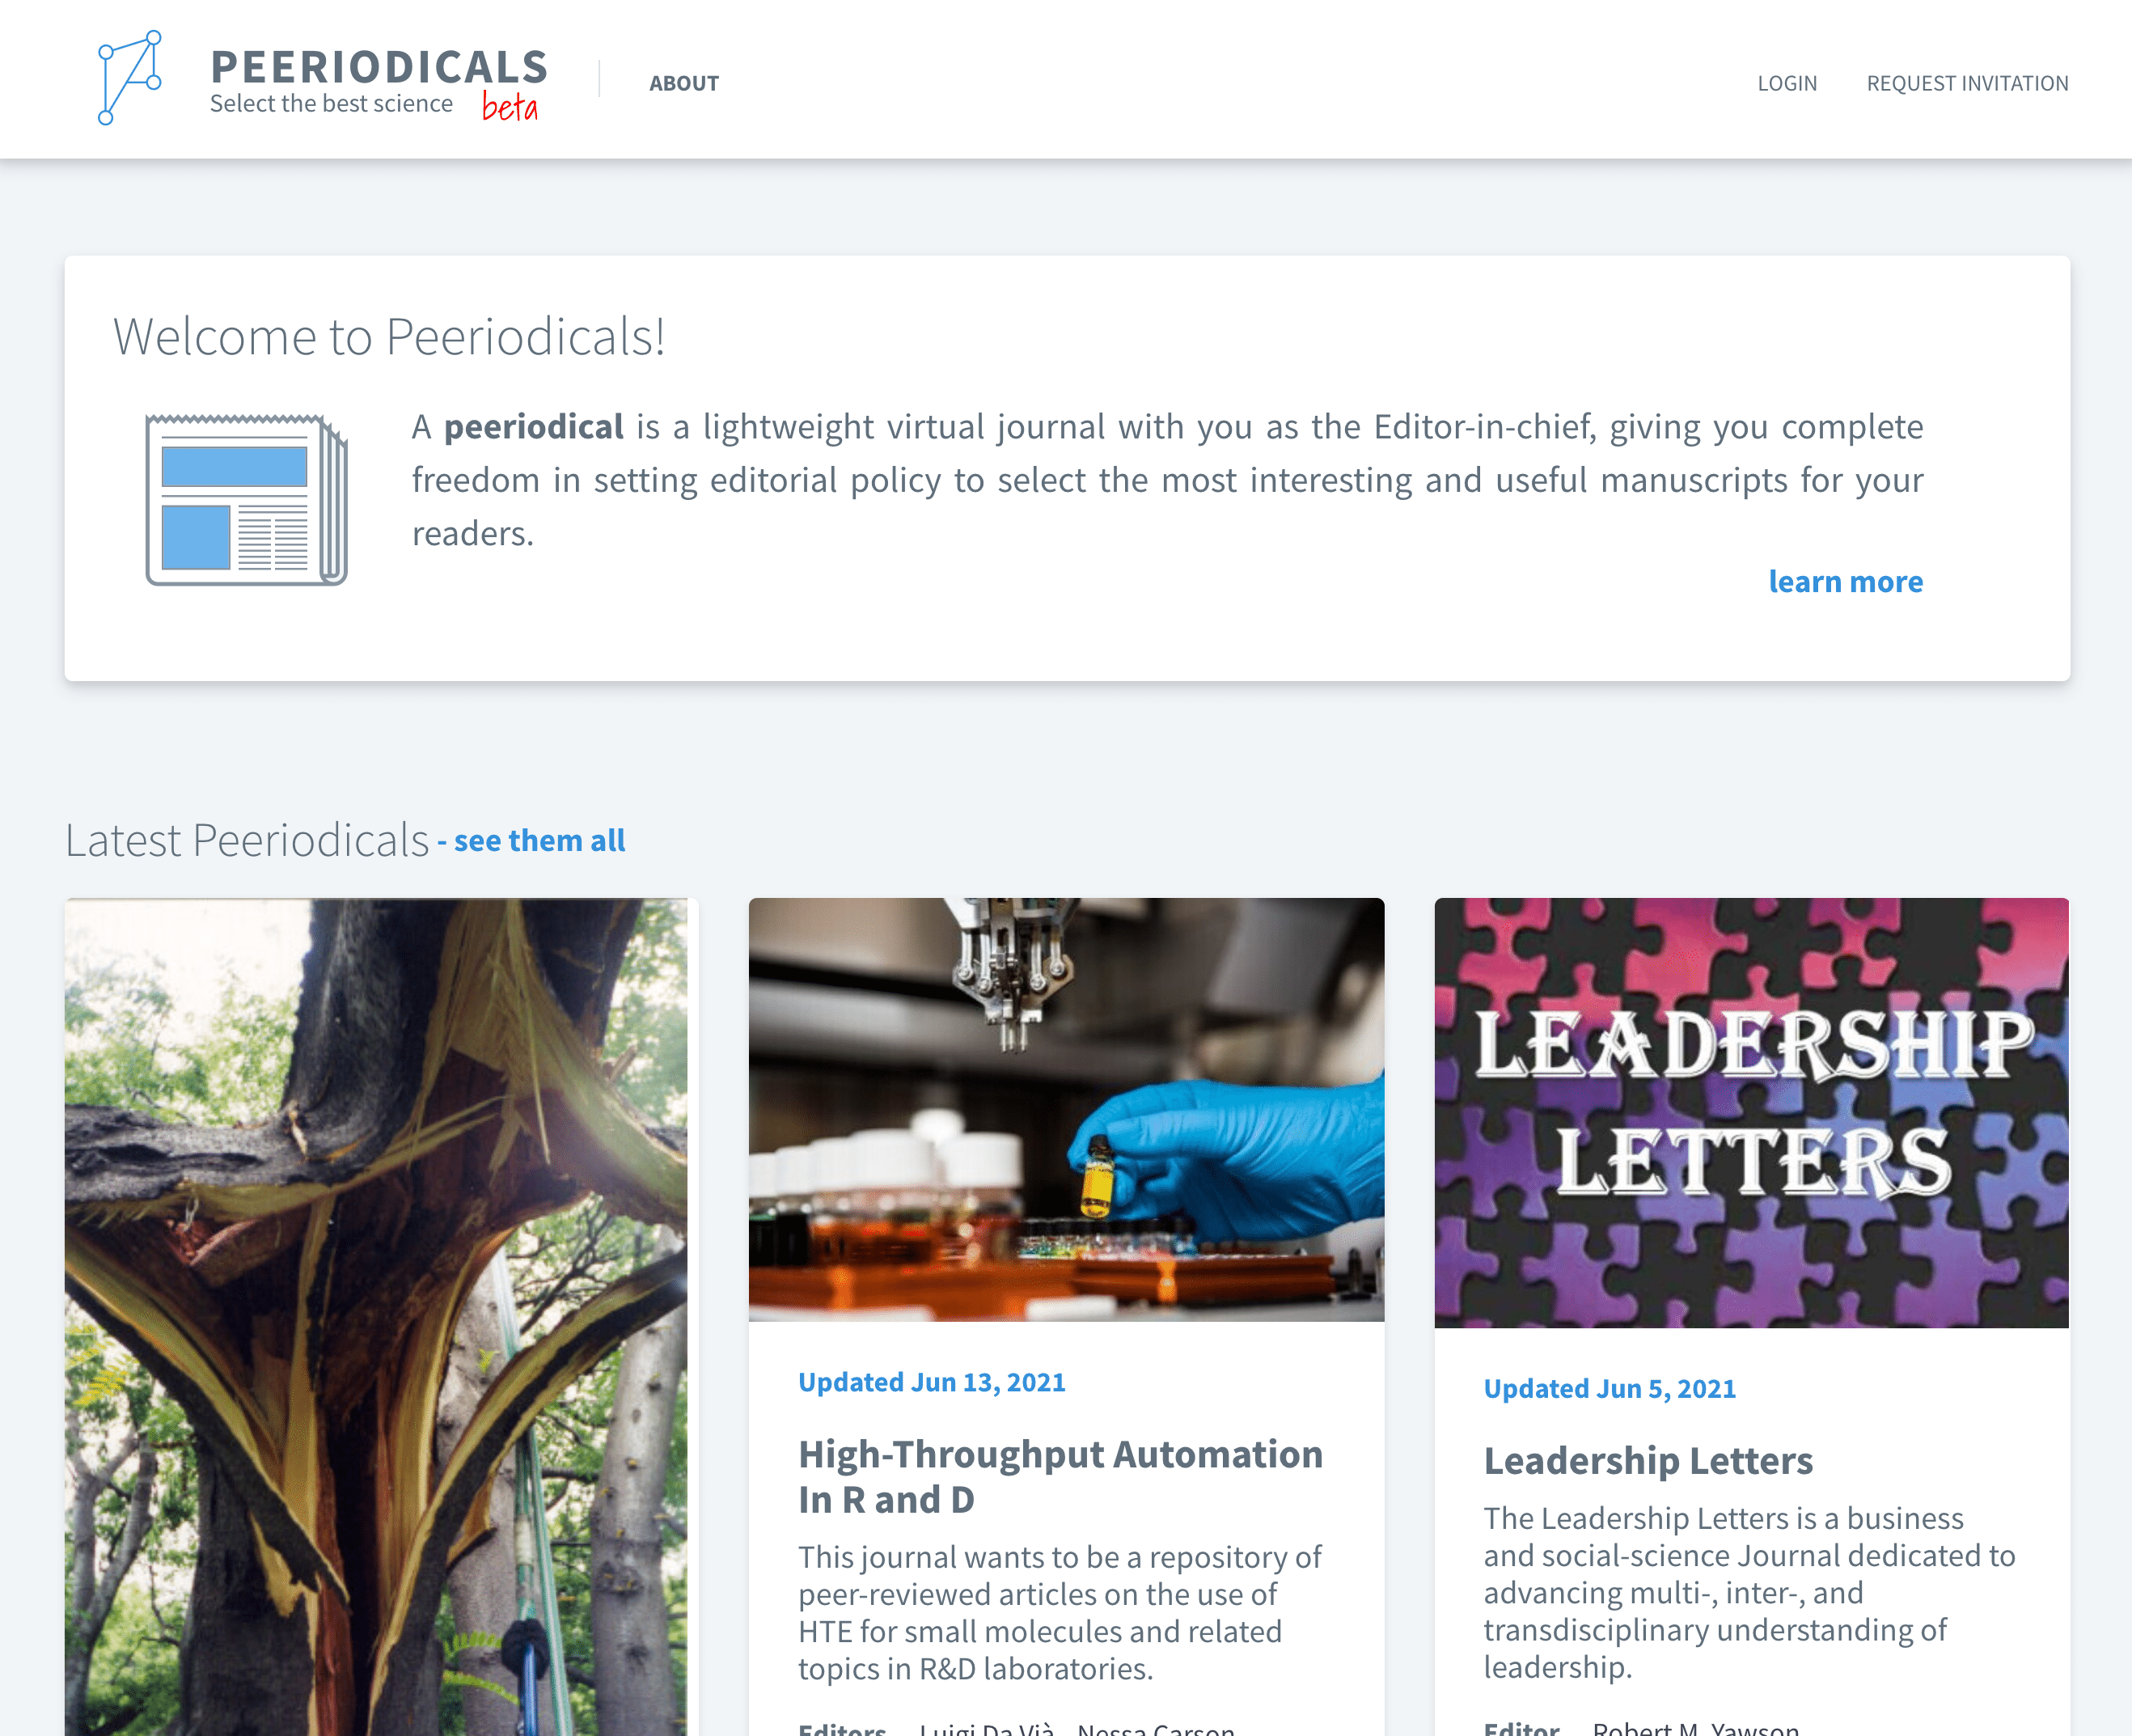 PEERIODICALS
Select the best science beta
ABOUT
LOGIN
REQUEST INVITATION
Welcome to Peeriodicals!
A peeriodical is a lightweight virtual journal with you as the Editor-in-chief, giving you complete
freedom in setting editorial policy to select the most interesting and useful manuscripts for your
readers.
learn more
Latest Peeriodicals - see them all
Updated Jun 13, 2021
High-Throughput Automation
In R and D
This journal wants to be a repository of
peer-reviewed articles on the use of
HTE for small molecules and related
topics in R&D laboratories.
Editors Luigi Da Vià Nessa Carson
LEADERSHIP
LETTERS
Updated Jun 5, 2021
Leadership Letters
The Leadership Letters is a business
and social-science Journal dedicated to
advancing multi-, inter-, and
transdisciplinary understanding of
leadership.
Editor Robert M. Yawson